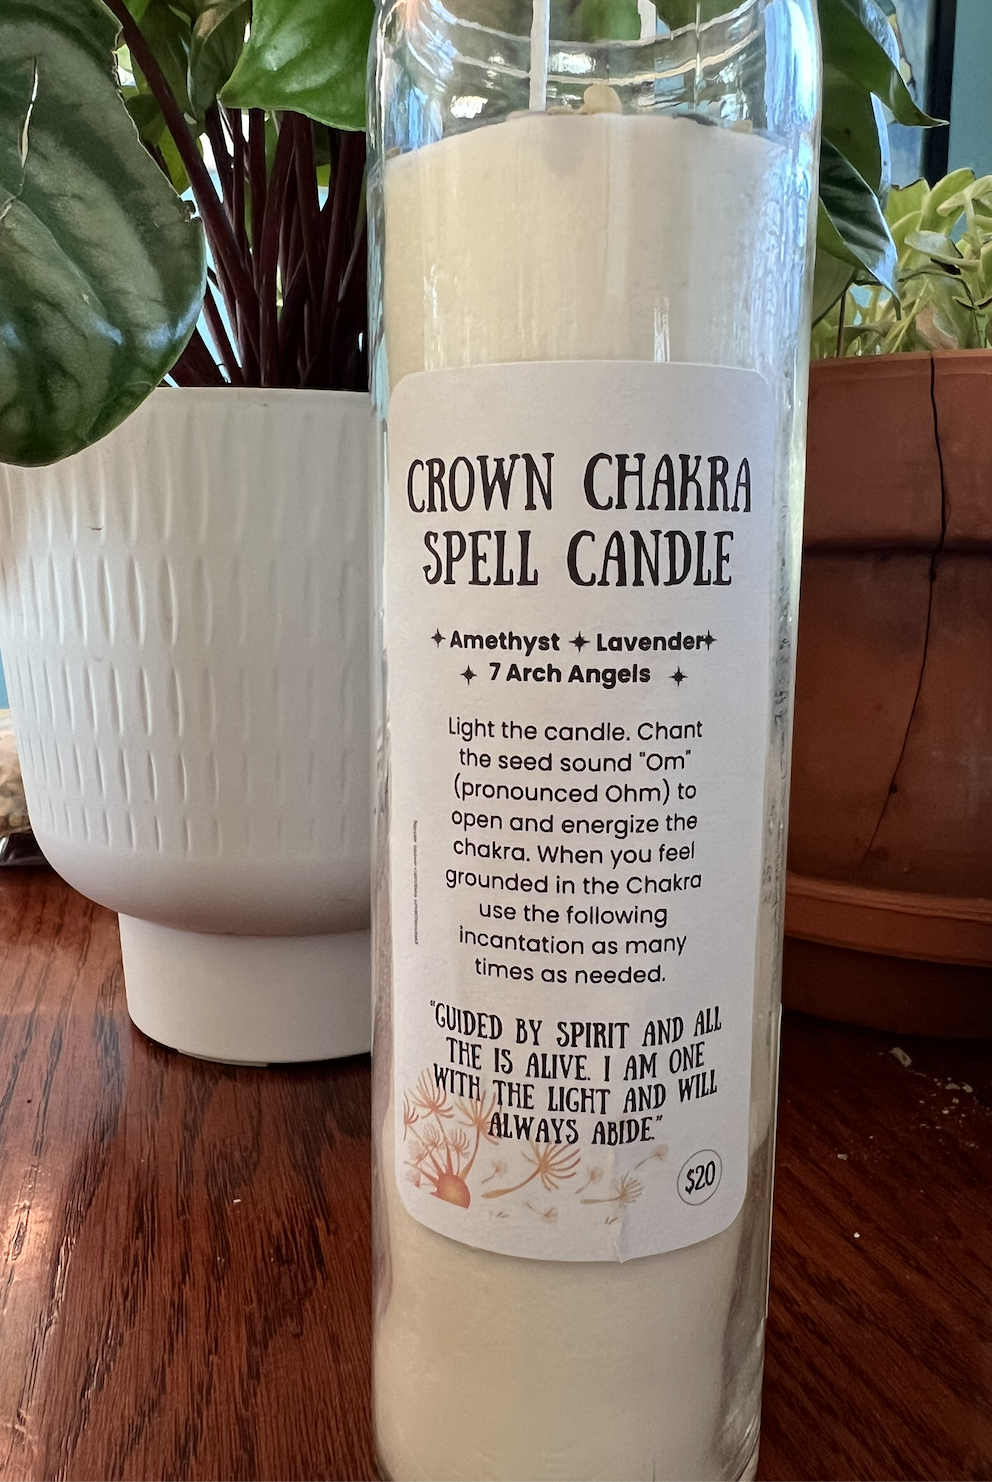 CROWN CHAKRA
SPELL CANDLE
Amethyst ✦ Lavender
7 Arch Angels
Light the candle. Chant
the seed sound "Om"
(pronounced Ohm) to
open and energize the
chakra. When you feel
grounded in the Chakra
use the following
incantation as many
times as needed.
"GUIDED BY SPIRIT AND ALL
THE IS ALIVE. I AM ONE
WITH THE LIGHT AND WILL
ALWAYS ABIDE."
$20